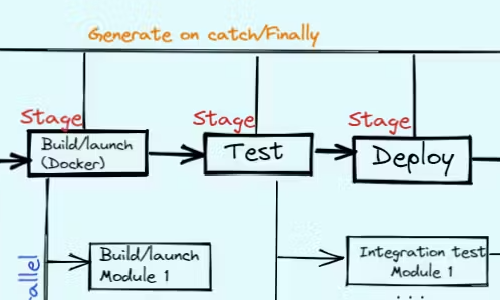 Generate on catch/Finally
Stage
Stage
Stage
Build/launch
(Docker)
Test
Deploy
Build/launch
Module 1
Integration test
Module 1
...